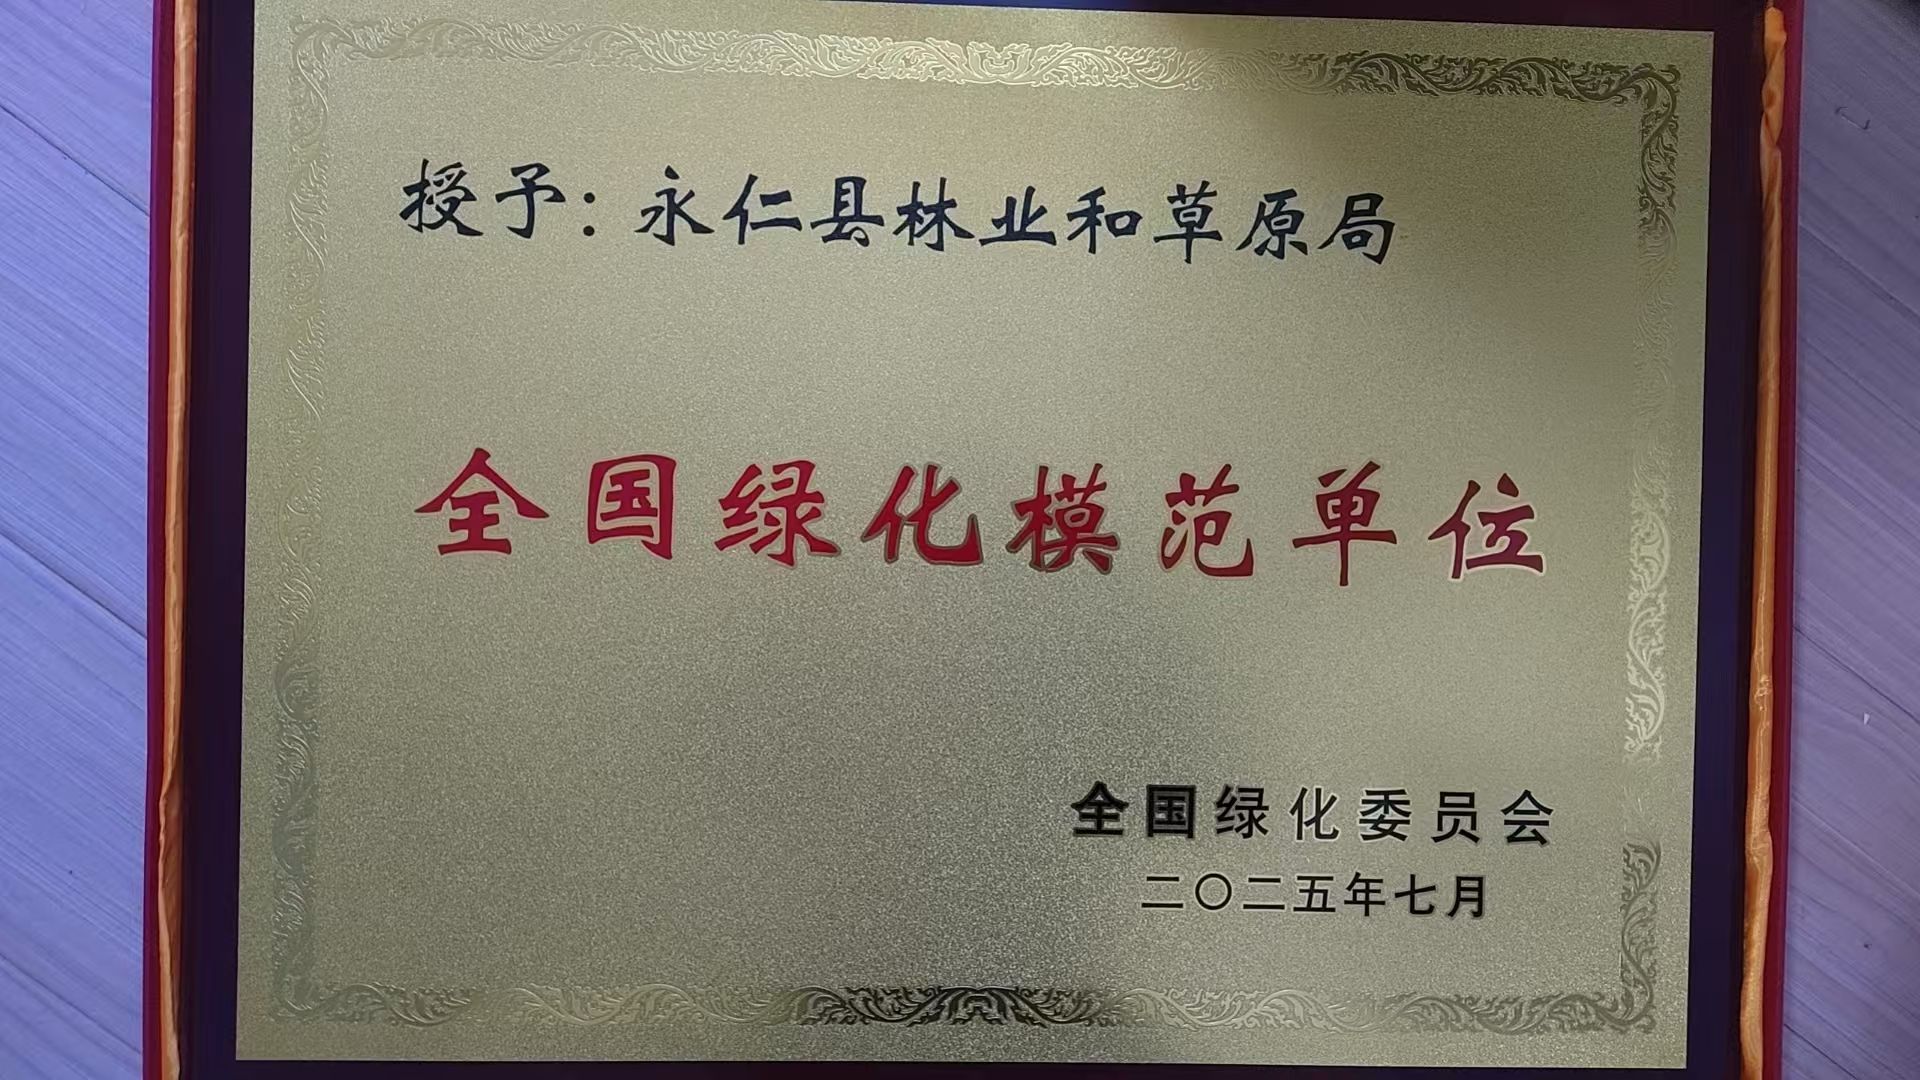 授予：永仁县林业和草原局
全国绿化模范单位
全国绿化委员会
二〇二五年七月